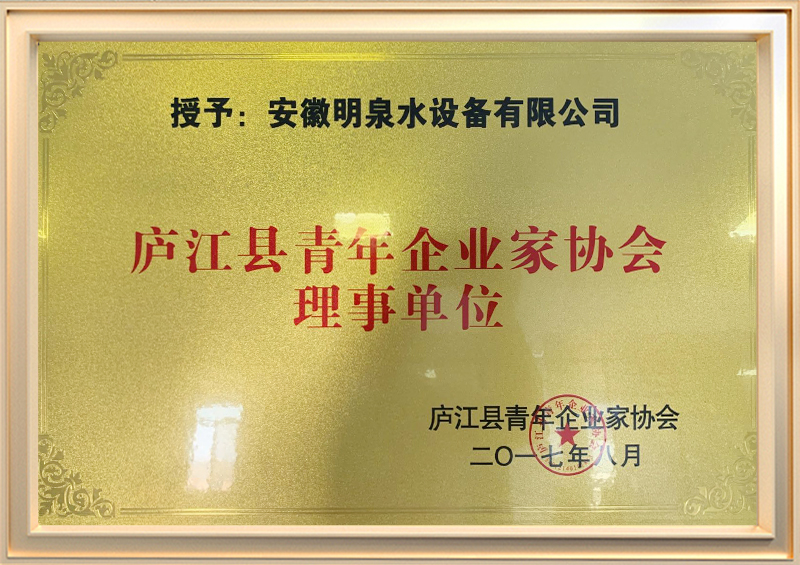 授予：安徽明泉水设备有限公司
庐江县青年企业家协会
理事单位
庐江县青年企业家协会
二〇一七年八月